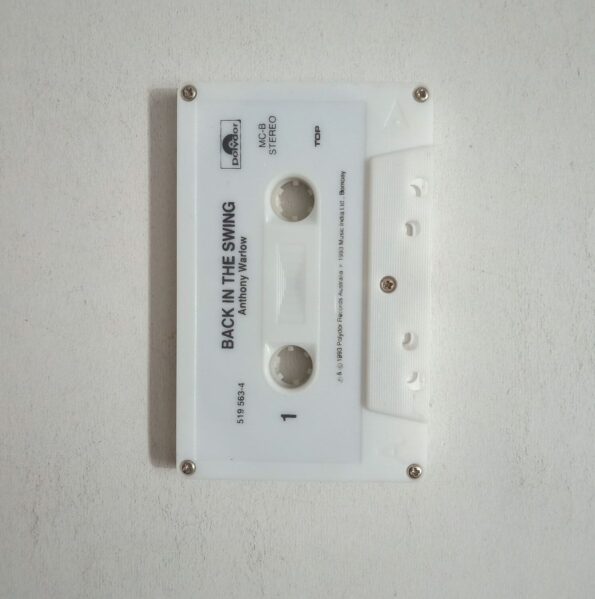 BACK IN THE SWING
Anthony Warlow
polydor
MC-B
STEREO
519 563-4
1
TOP
℗ & © 1993 Polydor Records Australia ℗ 1993 Music India Ltd., Bombay